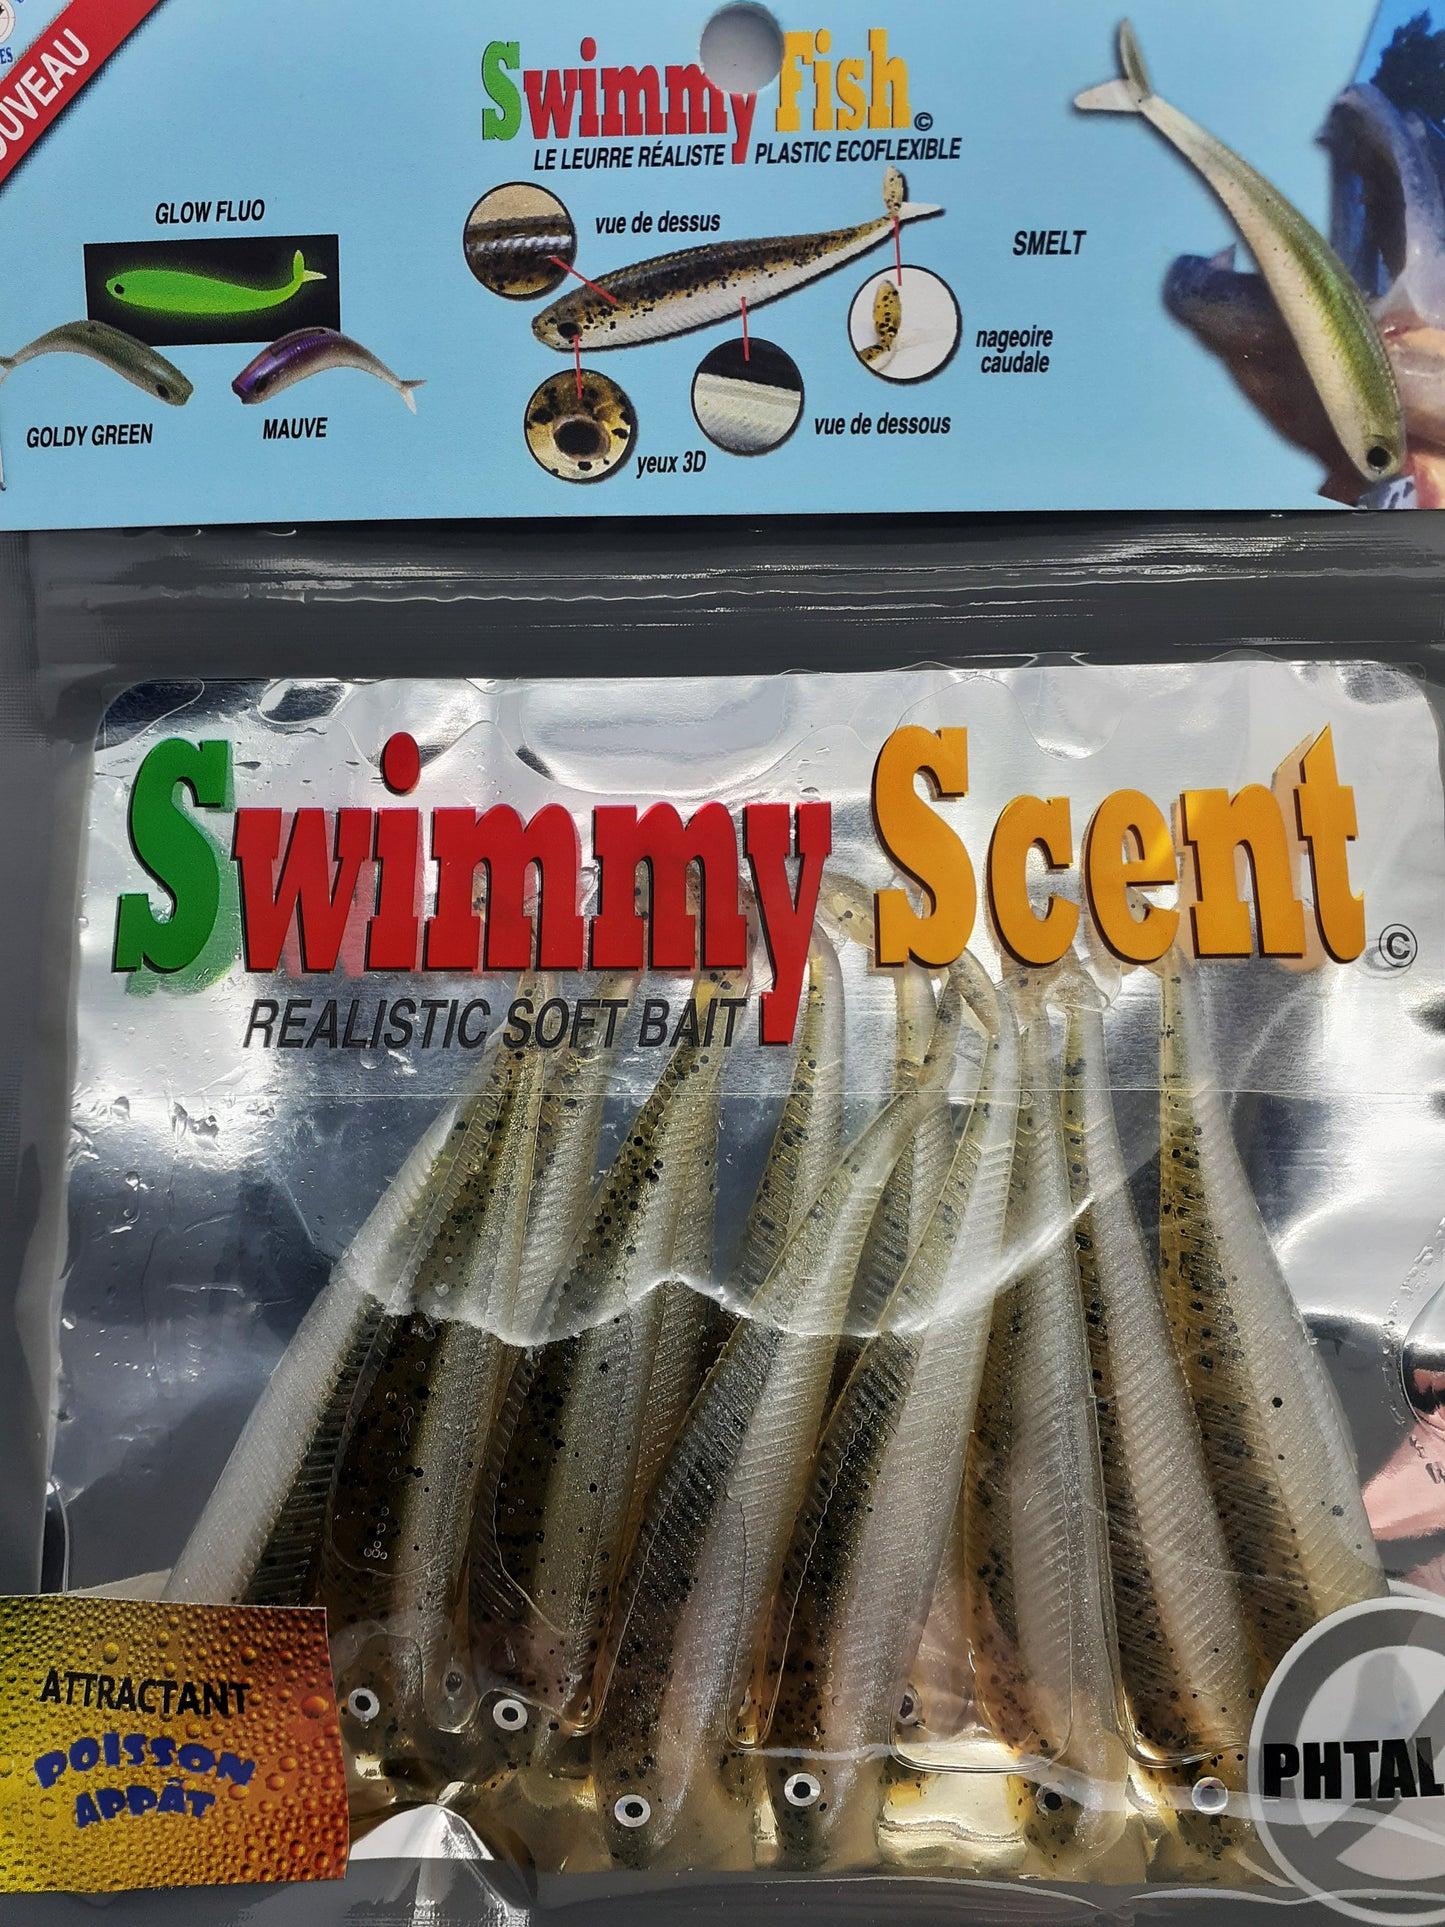 Swimmy Fish ©
LE LEURRE RÉALISTE PLASTIC ECOFLEXIBLE
GLOW FLUO
vue de dessus
SMELT
nageoire
caudale
GOLDY GREEN
MAUVE
vue de dessous
yeux 3D
Swimmy Scent ©
REALISTIC SOFT BAIT
ATTRACTANT
POISSON
APPÂT
PHTAL